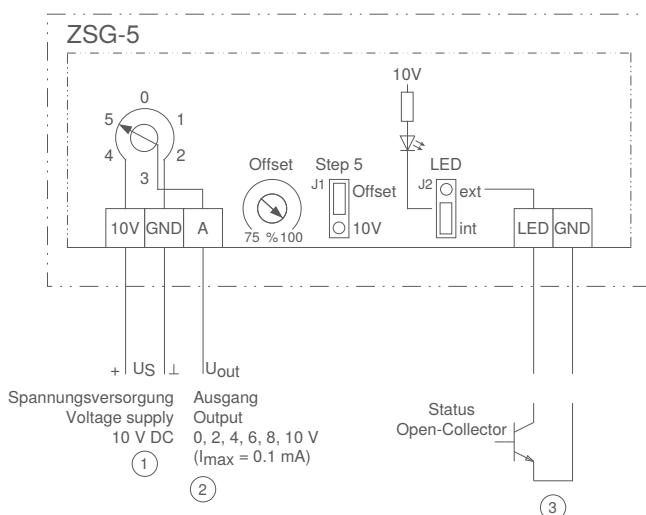 ZSG-5
10V
0
5
1
4
2
3
Offset
Step 5
LED
J1
Offset
J2
ext
10V
GND
A
75 % 100
10V
int
LED
GND
+ US ⊥
Uout
Spannungsversorgung
Voltage supply
10 V DC
1
Ausgang
Output
0, 2, 4, 6, 8, 10 V
(Imax = 0.1 mA)
2
Status
Open-Collector
3